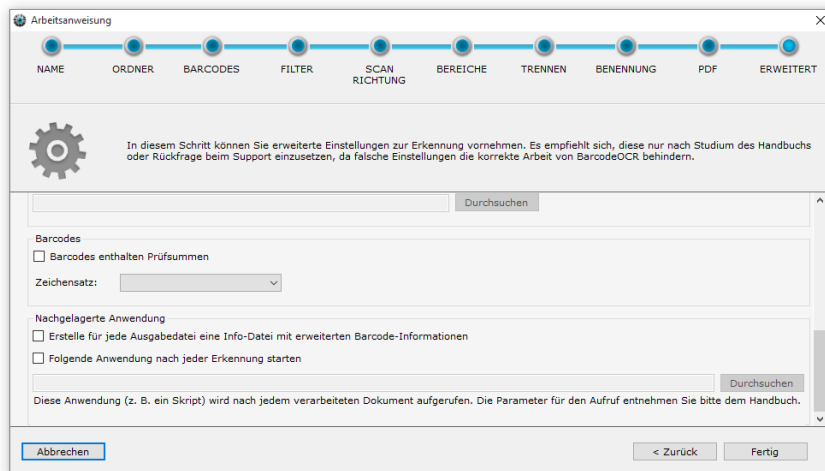 Arbeitsanweisung
NAME
ORDNER
BARCODES
FILTER
SCAN
RICHTUNG
BEREICHE
TRENNEN
BENENNUNG
PDF
ERWEITERT
In diesem Schritt können Sie erweiterte Einstellungen zur Erkennung vornehmen. Es empfiehlt sich, diese nur nach Studium des Handbuchs
oder Rückfrage beim Support einzusetzen, da falsche Einstellungen die korrekte Arbeit von BarcodeOCR behindern.
Durchsuchen
Barcodes
Barcodes enthalten Prüfsummen
Zeichensatz:
Nachgelagerte Anwendung
Erstelle für jede Ausgabedatei eine Info-Datei mit erweiterten Barcode-Informationen
Folgende Anwendung nach jeder Erkennung starten
Durchsuchen
Diese Anwendung (z. B. ein Skript) wird nach jedem verarbeiteten Dokument aufgerufen. Die Parameter für den Aufruf entnehmen Sie bitte dem Handbuch.
Abbrechen
< Zurück
Fertig